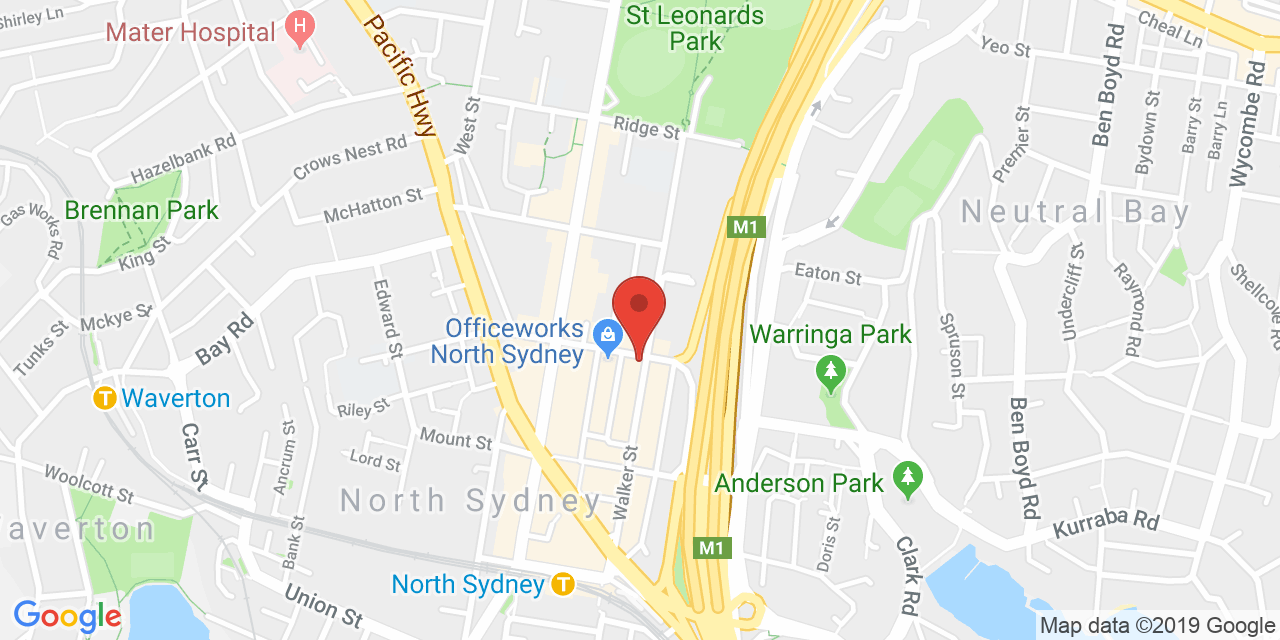 Shirley Ln
Mater Hospital
H
Pacific Hwy
St Leonards
Park
Cheal Ln
Yeo St
Ben Boyd Rd
Wycombe Rd
West St
Ridge St
Hazelbank Rd
Crows Nest Rd
Premier St
Bydown St
Barry St
Barry Ln
McHatton St
Brennan Park
Gas Works Rd
King St
M1
Neutral Bay
Eaton St
Undercliff St
Raymond Rd
Shellcove Rd
Mckye St
Tunks St
Bay Rd
Edward St
Officeworks
North Sydney
Warringa Park
Spruson St
T
Waverton
Riley St
Carr St
Ancrum St
Mount St
Lord St
Walker St
Ben Boyd Rd
Woolcott St
North Sydney
Anderson Park
averton
Bank St
Doris St
Kurraba Rd
M1
Clark Rd
North Sydney
T
Union St
Google
Map data ©2019 Google